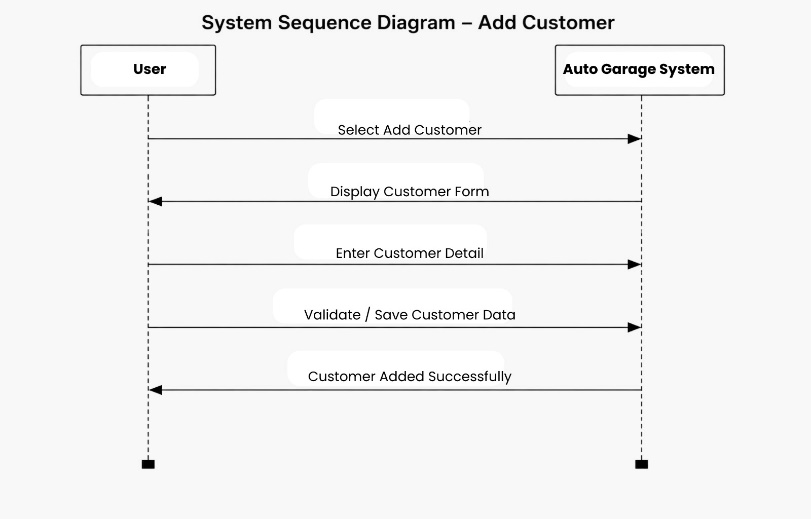 System Sequence Diagram – Add Customer
User
Auto Garage System
Select Add Customer
Display Customer Form
Enter Customer Detail
Validate / Save Customer Data
Customer Added Successfully